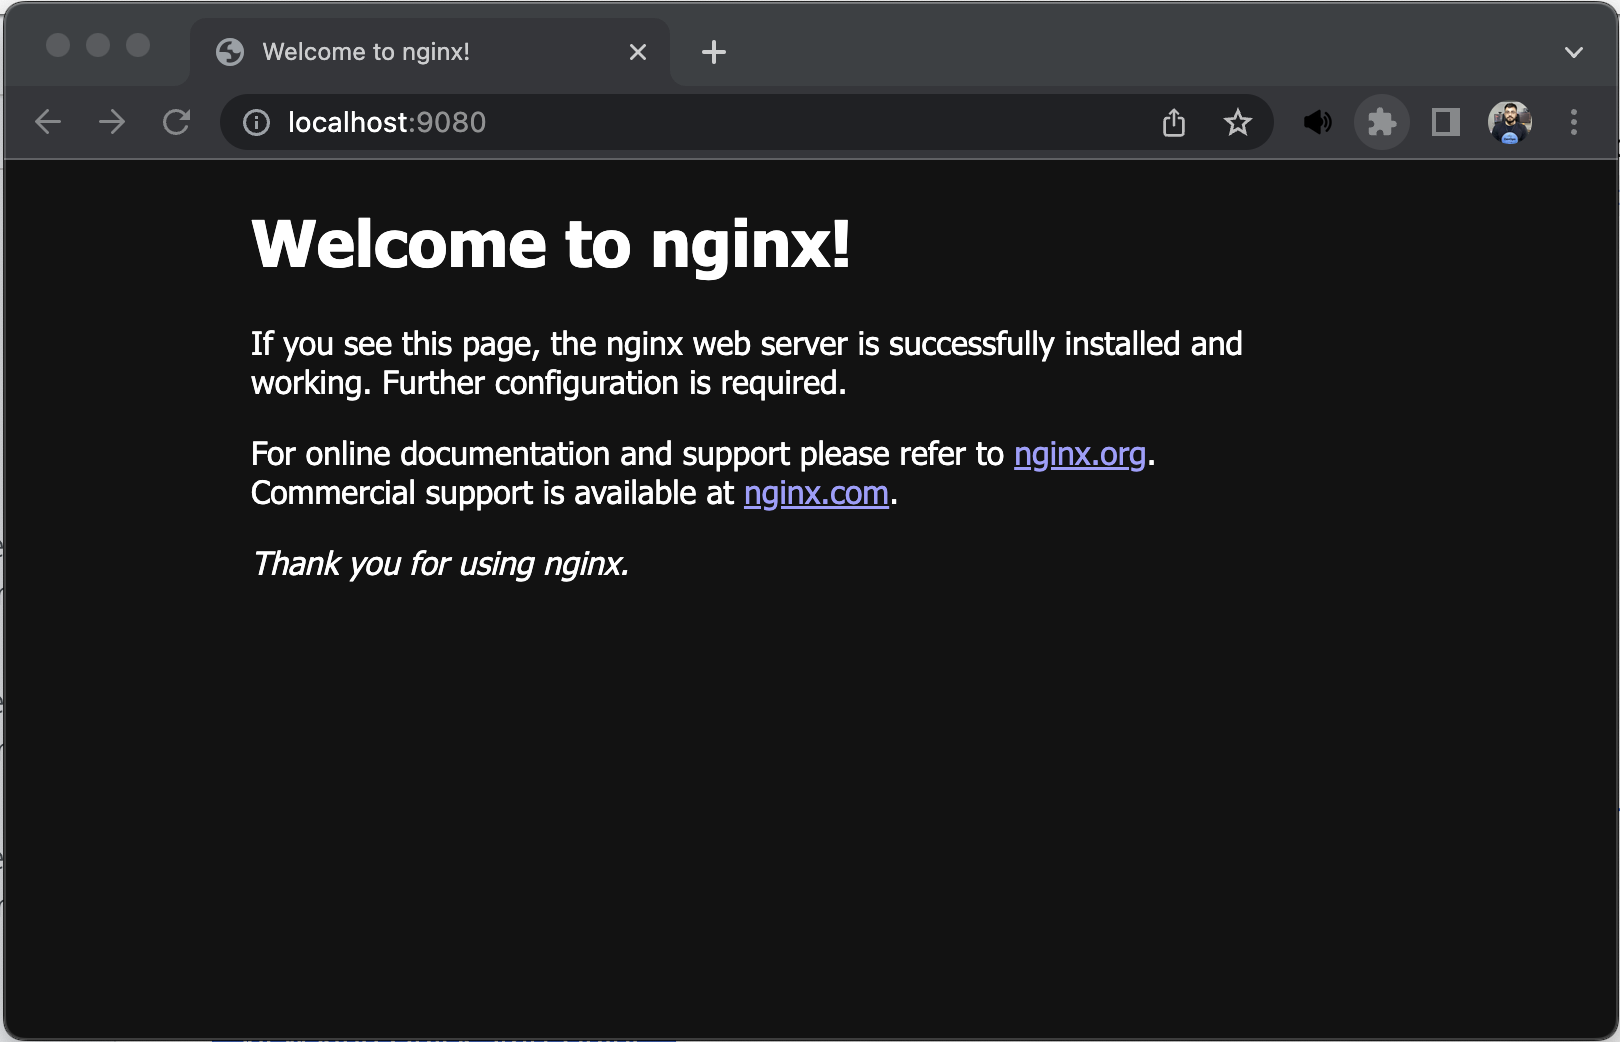 Welcome to nginx!
localhost:9080
Welcome to nginx!
If you see this page, the nginx web server is successfully installed and
working. Further configuration is required.
For online documentation and support please refer to nginx.org.
Commercial support is available at nginx.com.
Thank you for using nginx.